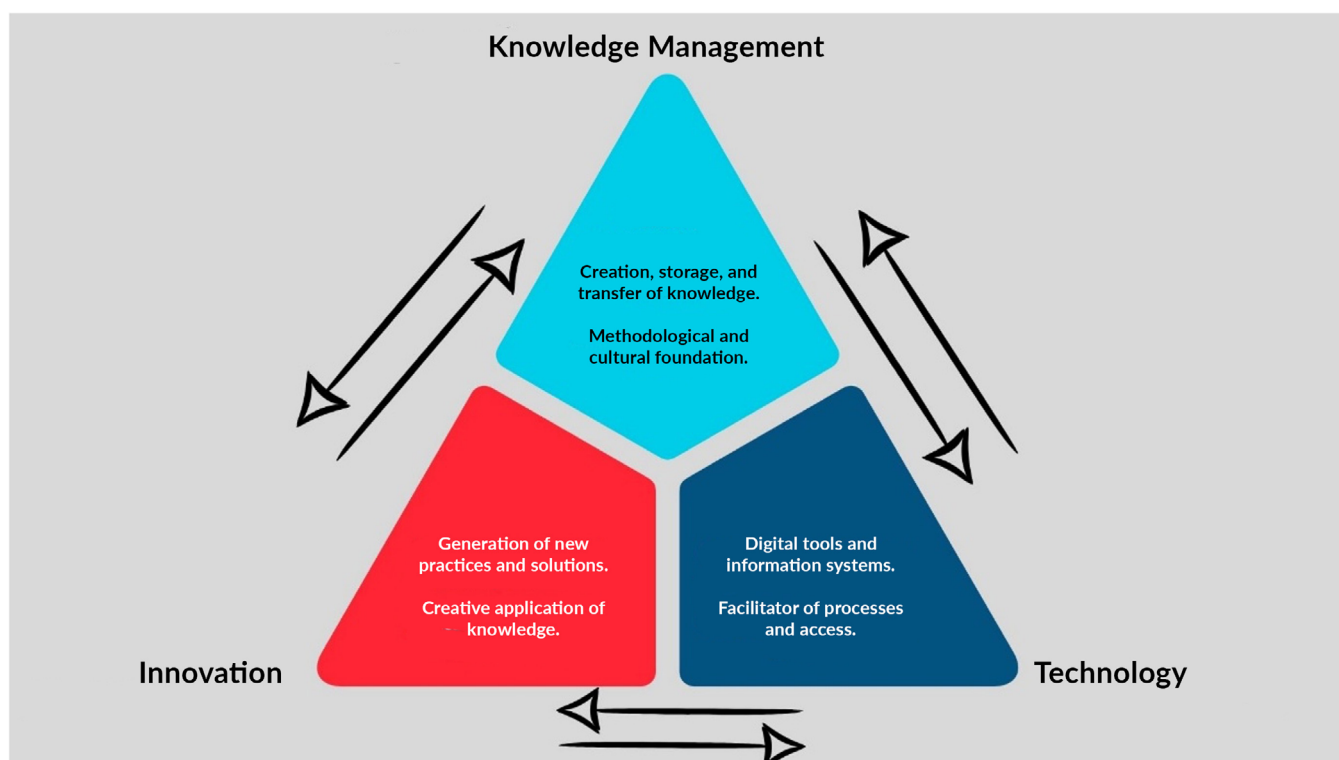 Knowledge Management
Creation, storage, and
transfer of knowledge.
Methodological and
cultural foundation.
Generation of new
practices and solutions.
Creative application of
knowledge.
Digital tools and
information systems.
Facilitator of processes
and access.
Innovation
Technology